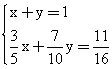 x+y=1
3/5 x + 7/10 y = 11/16